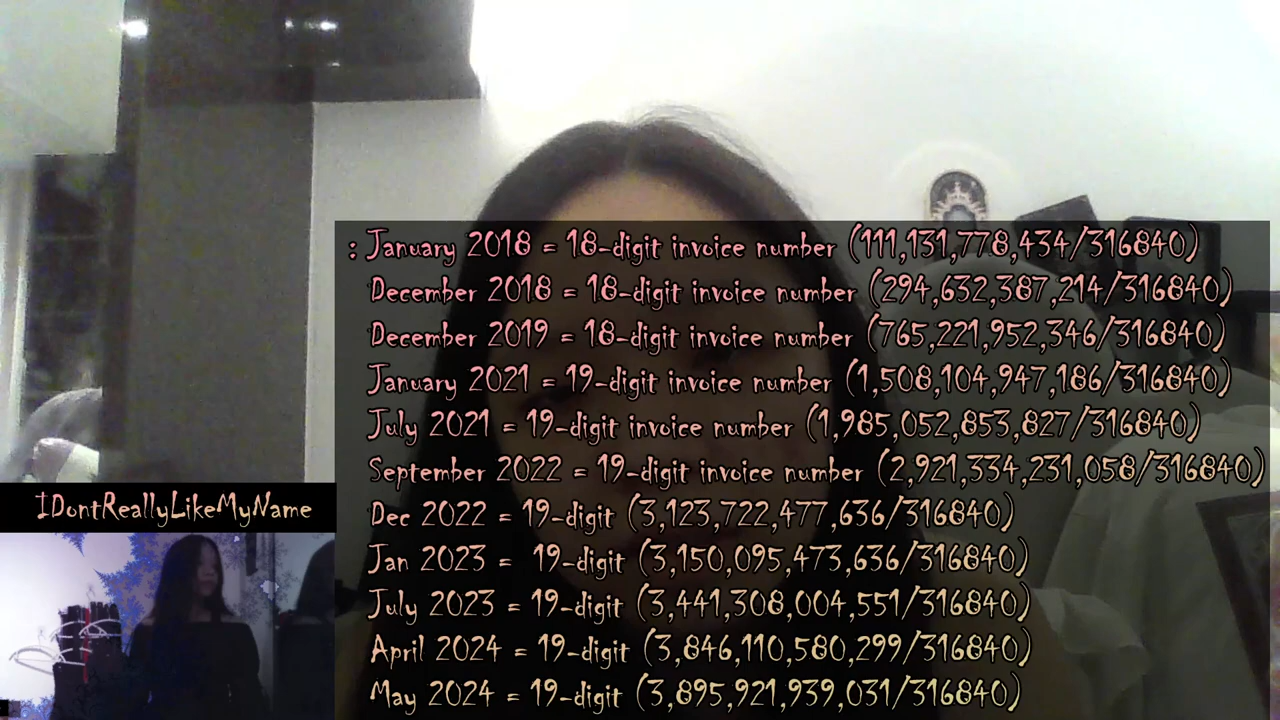 : January 2018 = 18-digit invoice number (111,131,778,434/316840)
December 2018 = 18-digit invoice number (294,632,387,214/316840)
December 2019 = 18-digit invoice number (765,221,952,346/316840)
January 2021 = 19-digit invoice number (1,508,104,947,186/316840)
July 2021 = 19-digit invoice number (1,985,052,853,827/316840)
September 2022 = 19-digit invoice number (2,921,334,231,058/316840)
Dec 2022 = 19-digit (3,123,722,477,636/316840)
Jan 2023 = 19-digit (3,150,095,473,636/316840)
July 2023 = 19-digit (3,441,308,004,551/316840)
April 2024 = 19-digit (3,846,110,580,299/316840)
May 2024 = 19-digit (3,895,921,939,031/316840)
IDontReallyLikeMyName